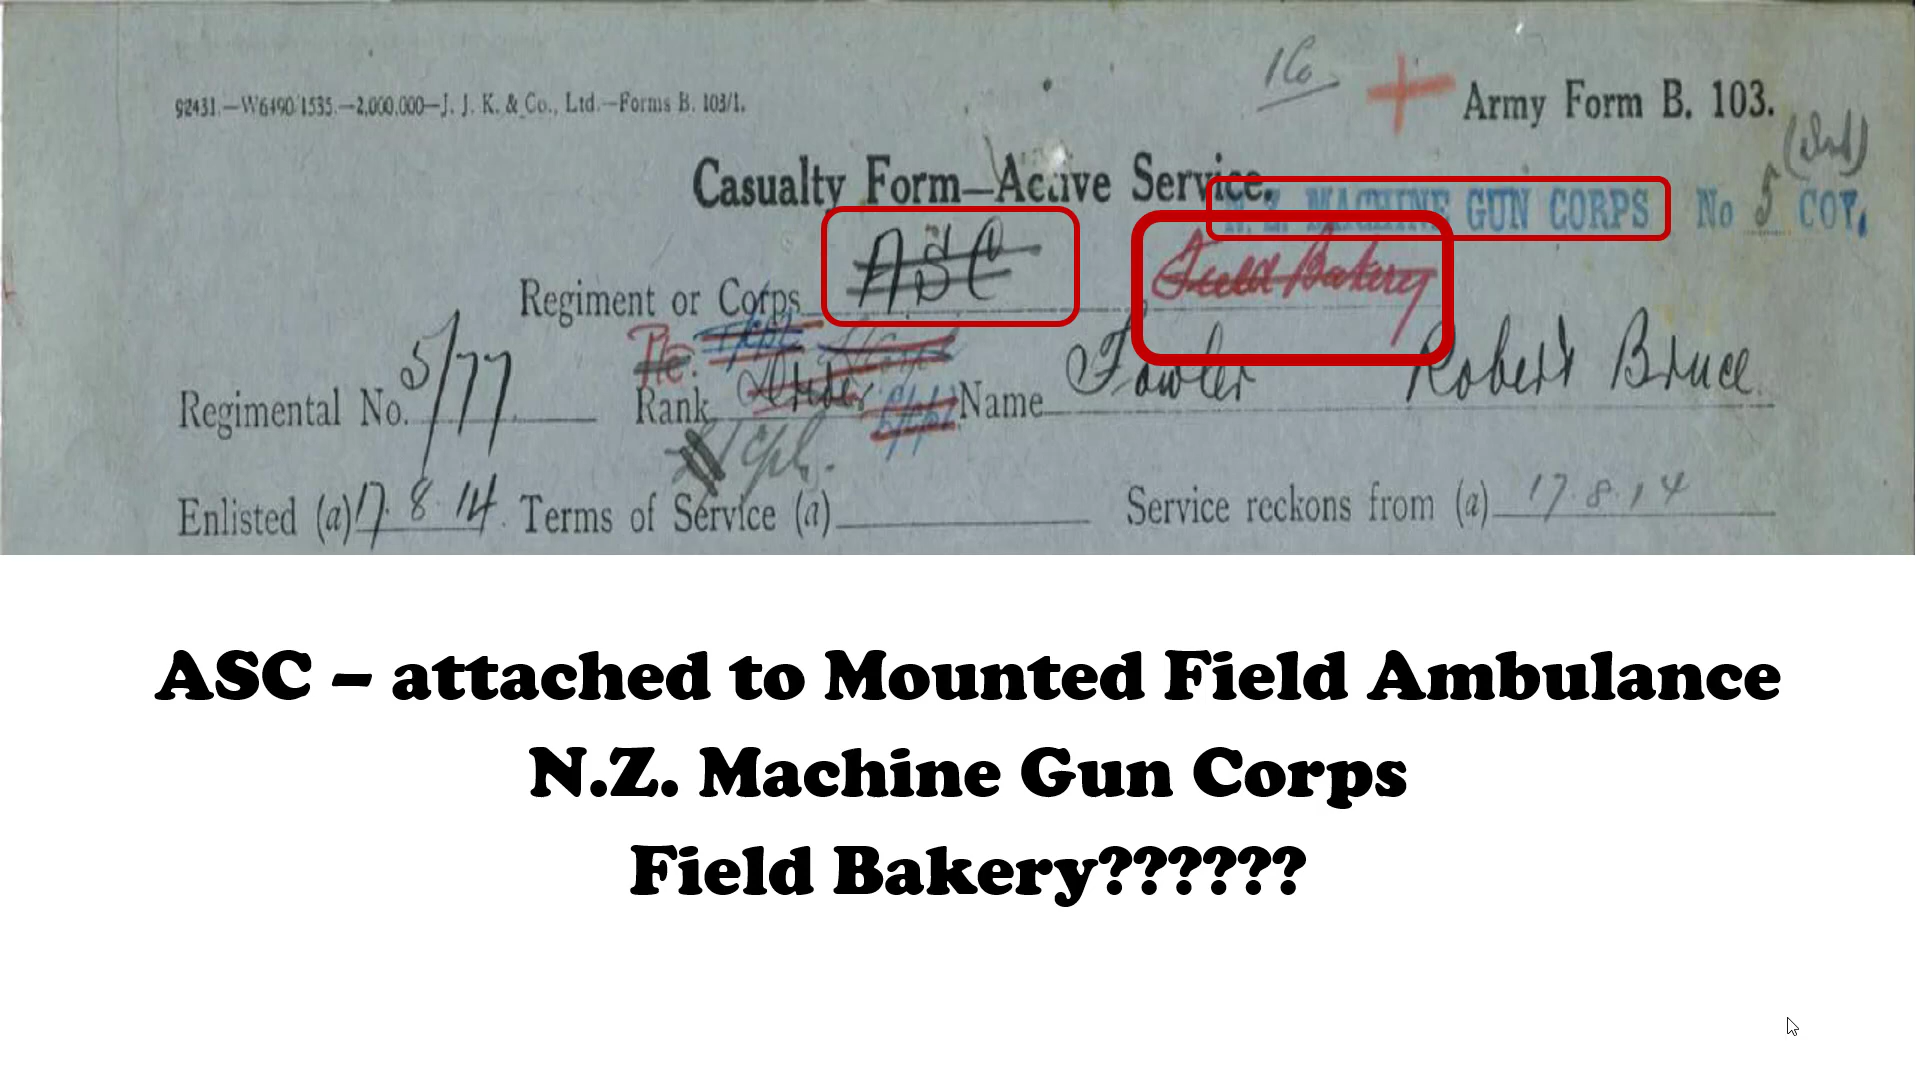 16
92431.—W6490/1535.—2,000,000—J. J. K. & Co., Ltd.—Forms B. 103/1.
Army Form B. 103.
Casualty Form—Active Service.
N.Z. MACHINE GUN CORPS No 5 COY.
Regiment or Corps ASC Field Bakery
Pte.
Regimental No. 5/77 Rank Driver Name Fowler Robert Bruce
L/Cpl.
Enlisted (a) 17.8.14 Terms of Service (a) Service reckons from (a) 17.8.14
ASC – attached to Mounted Field Ambulance
N.Z. Machine Gun Corps
Field Bakery??????